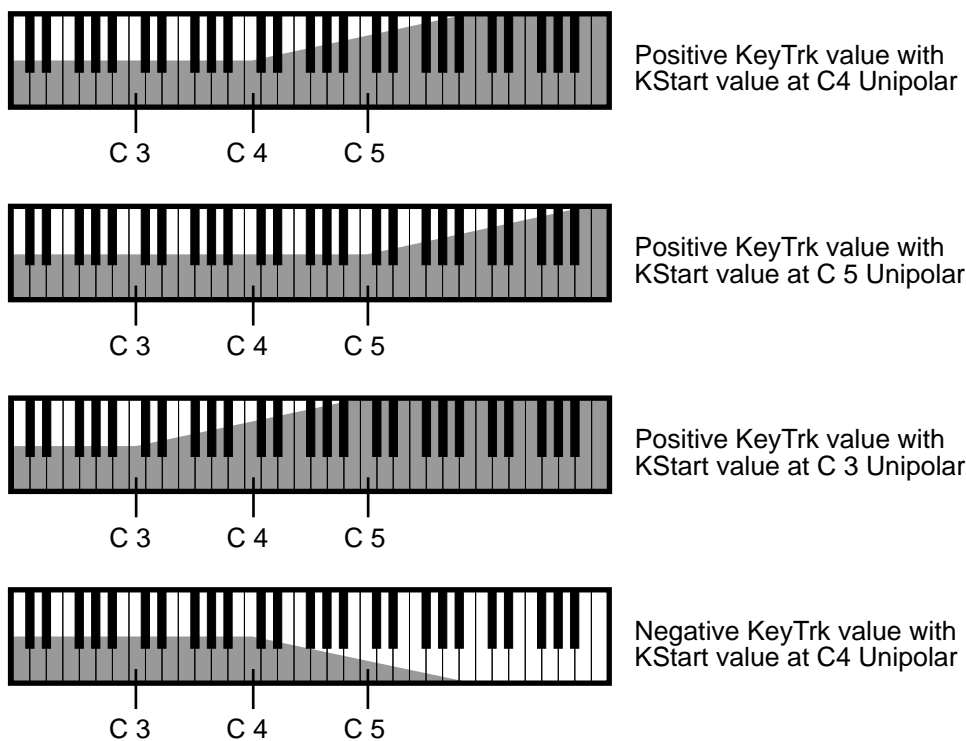 Positive KeyTrk value with
KStart value at C4 Unipolar
C 3 C 4 C 5
Positive KeyTrk value with
KStart value at C 5 Unipolar
C 3 C 4 C 5
Positive KeyTrk value with
KStart value at C 3 Unipolar
C 3 C 4 C 5
Negative KeyTrk value with
KStart value at C4 Unipolar
C 3 C 4 C 5